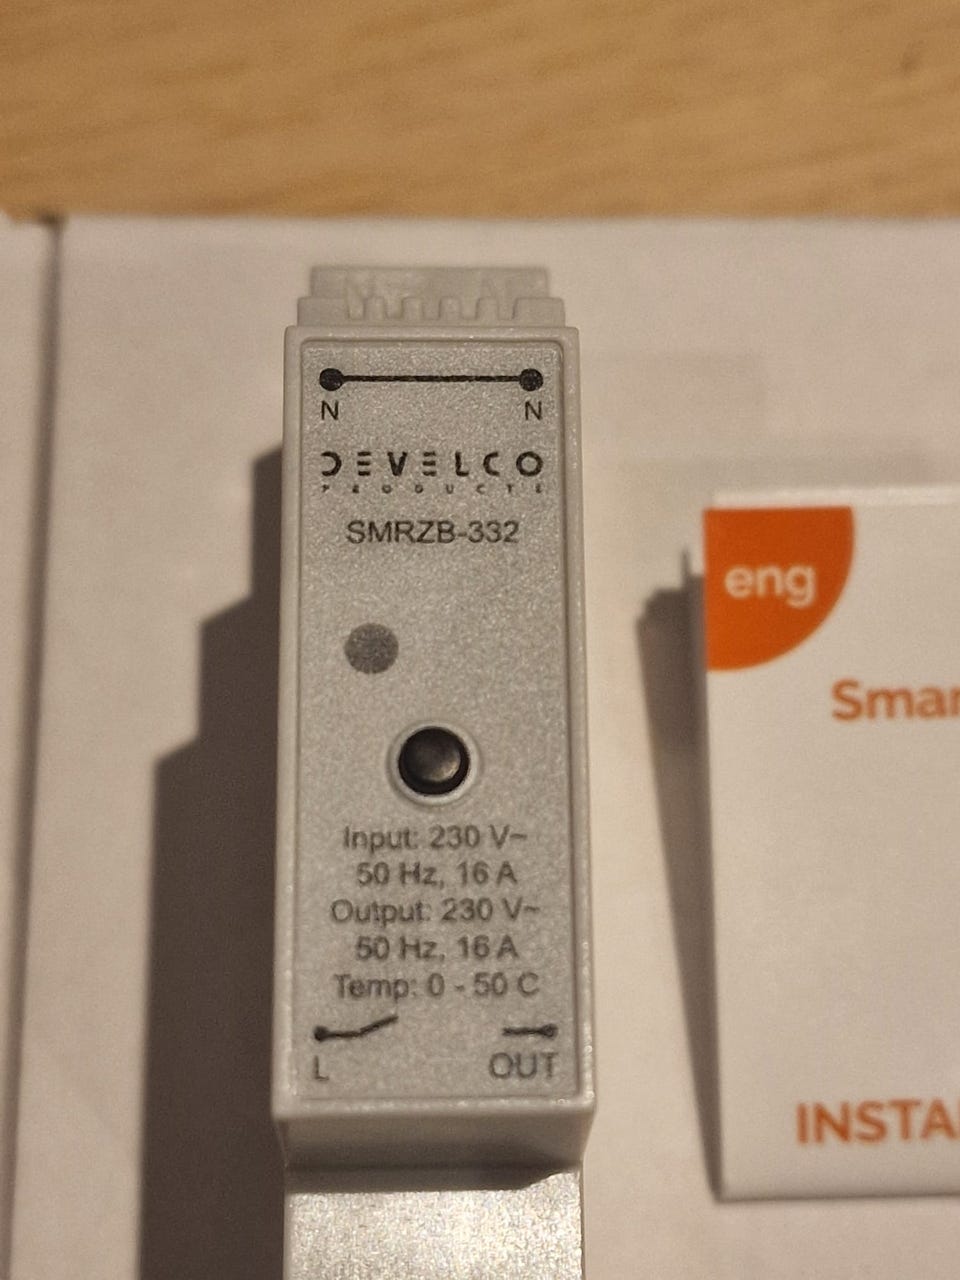 N N
DEVELCO
PRODUCTS
SMRZB-332
Input: 230 V~
50 Hz, 16 A
Output: 230 V~
50 Hz, 16 A
Temp: 0 - 50 C
L OUT
eng
Smar
INSTA